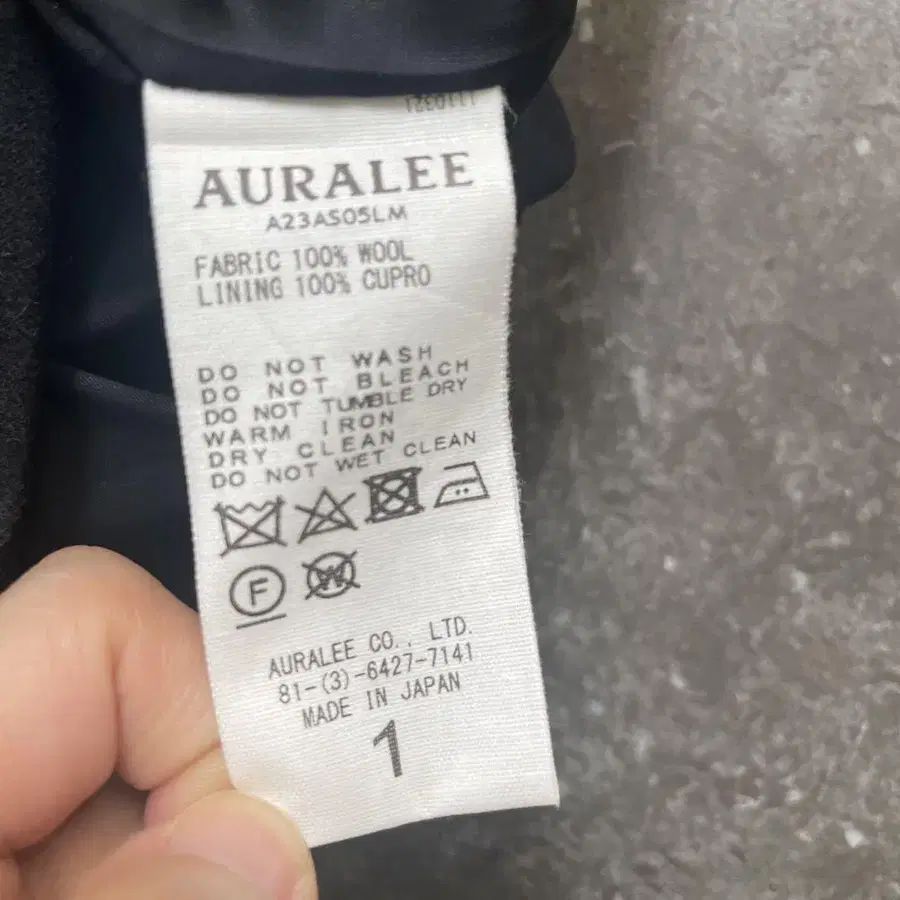 1110321
AURALEE
A23AS05LM
FABRIC 100% WOOL
LINING 100% CUPRO
DO NOT WASH
DO NOT BLEACH
DO NOT TUMBLE DRY
WARM IRON
DRY CLEAN
DO NOT WET CLEAN
F
W
AURALEE CO., LTD.
81-(3)-6427-7141
MADE IN JAPAN
1